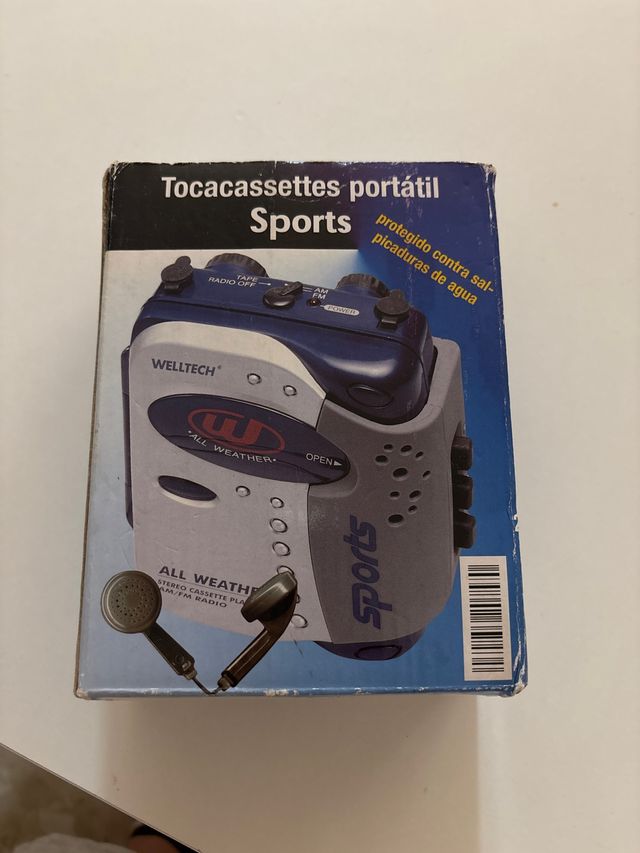 Tocacassettes portátil
Sports
protegido contra sal-
picaduras de agua
TAPE
RADIO OFF
AM
FM
POWER
WELLTECH®
W
•ALL WEATHER•
OPEN
sports
ALL WEATHE
STEREO CASSETTE PLA
AM/FM RADIO